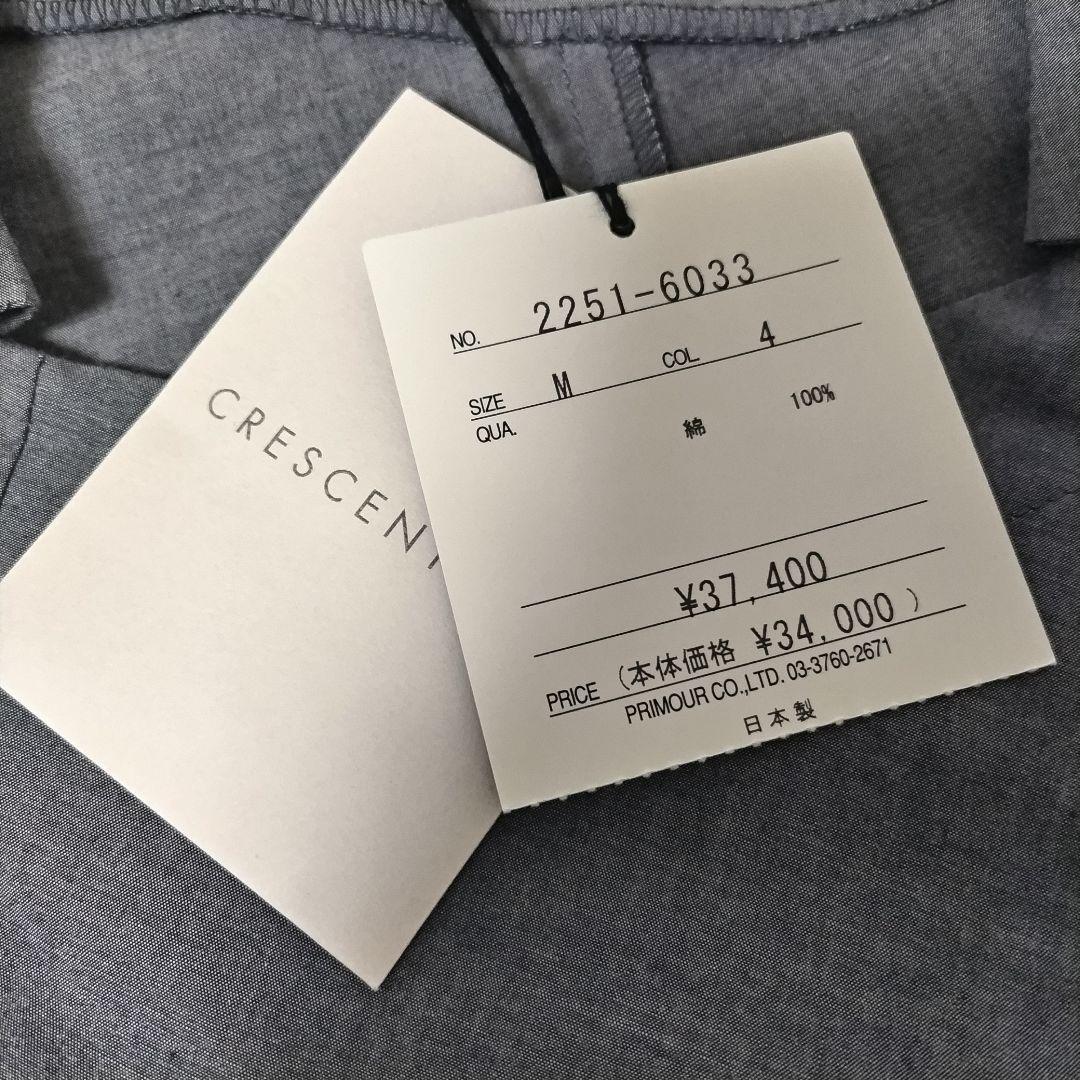 CRESCENT
NO. 2251-6033
SIZE M COL. 4
QUA. 綿 100%
¥37,400
PRICE (本体価格 ¥34,000)
PRIMOUR CO.,LTD. 03-3760-2671
日本製